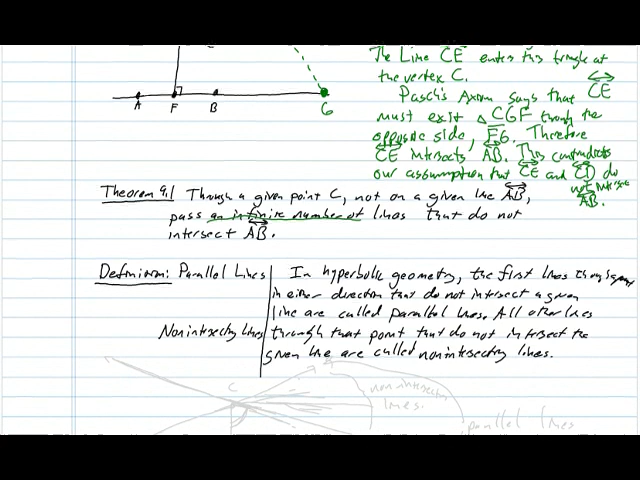 The Line CE enters this triangle at
the vertex C.
Pasch's Axiom says that CE
must exit △ CGF through the
opposite side, FG. Therefore
CE intersects AB. This contradicts
our assumption that CE and CD do
not intersect
AB.
A F B G
Theorem 9.1 Through a given point C, not on a given line AB,
pass an infinite number of lines that do not
intersect AB.
Definition: Parallel Lines In hyperbolic geometry, the first lines through a point
in either direction that do not intersect a given
line are called parallel lines. All other lines
Nonintersecting Lines through that point that do not intersect the
given line are called nonintersecting lines.
C
nonintersecting
lines.
parallel lines